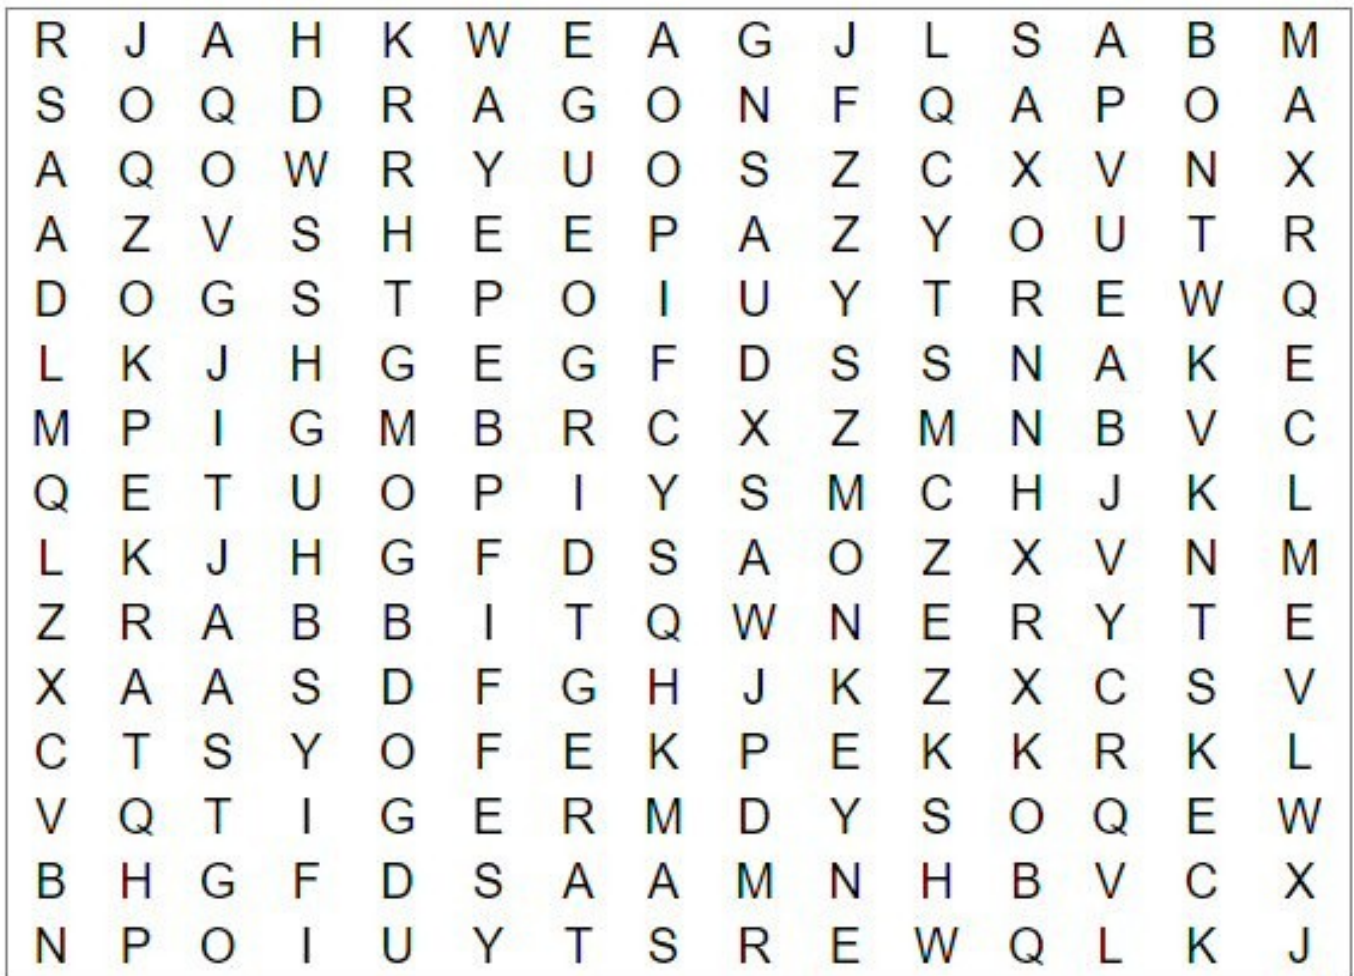 R J A H K W E A G J L S A B M
S O Q D R A G O N F Q A P O A
A Q O W R Y U O S Z C X V N X
A Z V S H E E P A Z Y O U T R
D O G S T P O I U Y T R E W Q
L K J H G E G F D S S N A K E
M P I G M B R C X Z M N B V C
Q E T U O P I Y S M C H J K L
L K J H G F D S A O Z X V N M
Z R A B B I T Q W N E R Y T E
X A A S D F G H J K Z X C S V
C T S Y O F E K P E K K R K L
V Q T I G E R M D Y S O Q E W
B H G F D S A A M N H B V C X
N P O I U Y T S R E W Q L K J